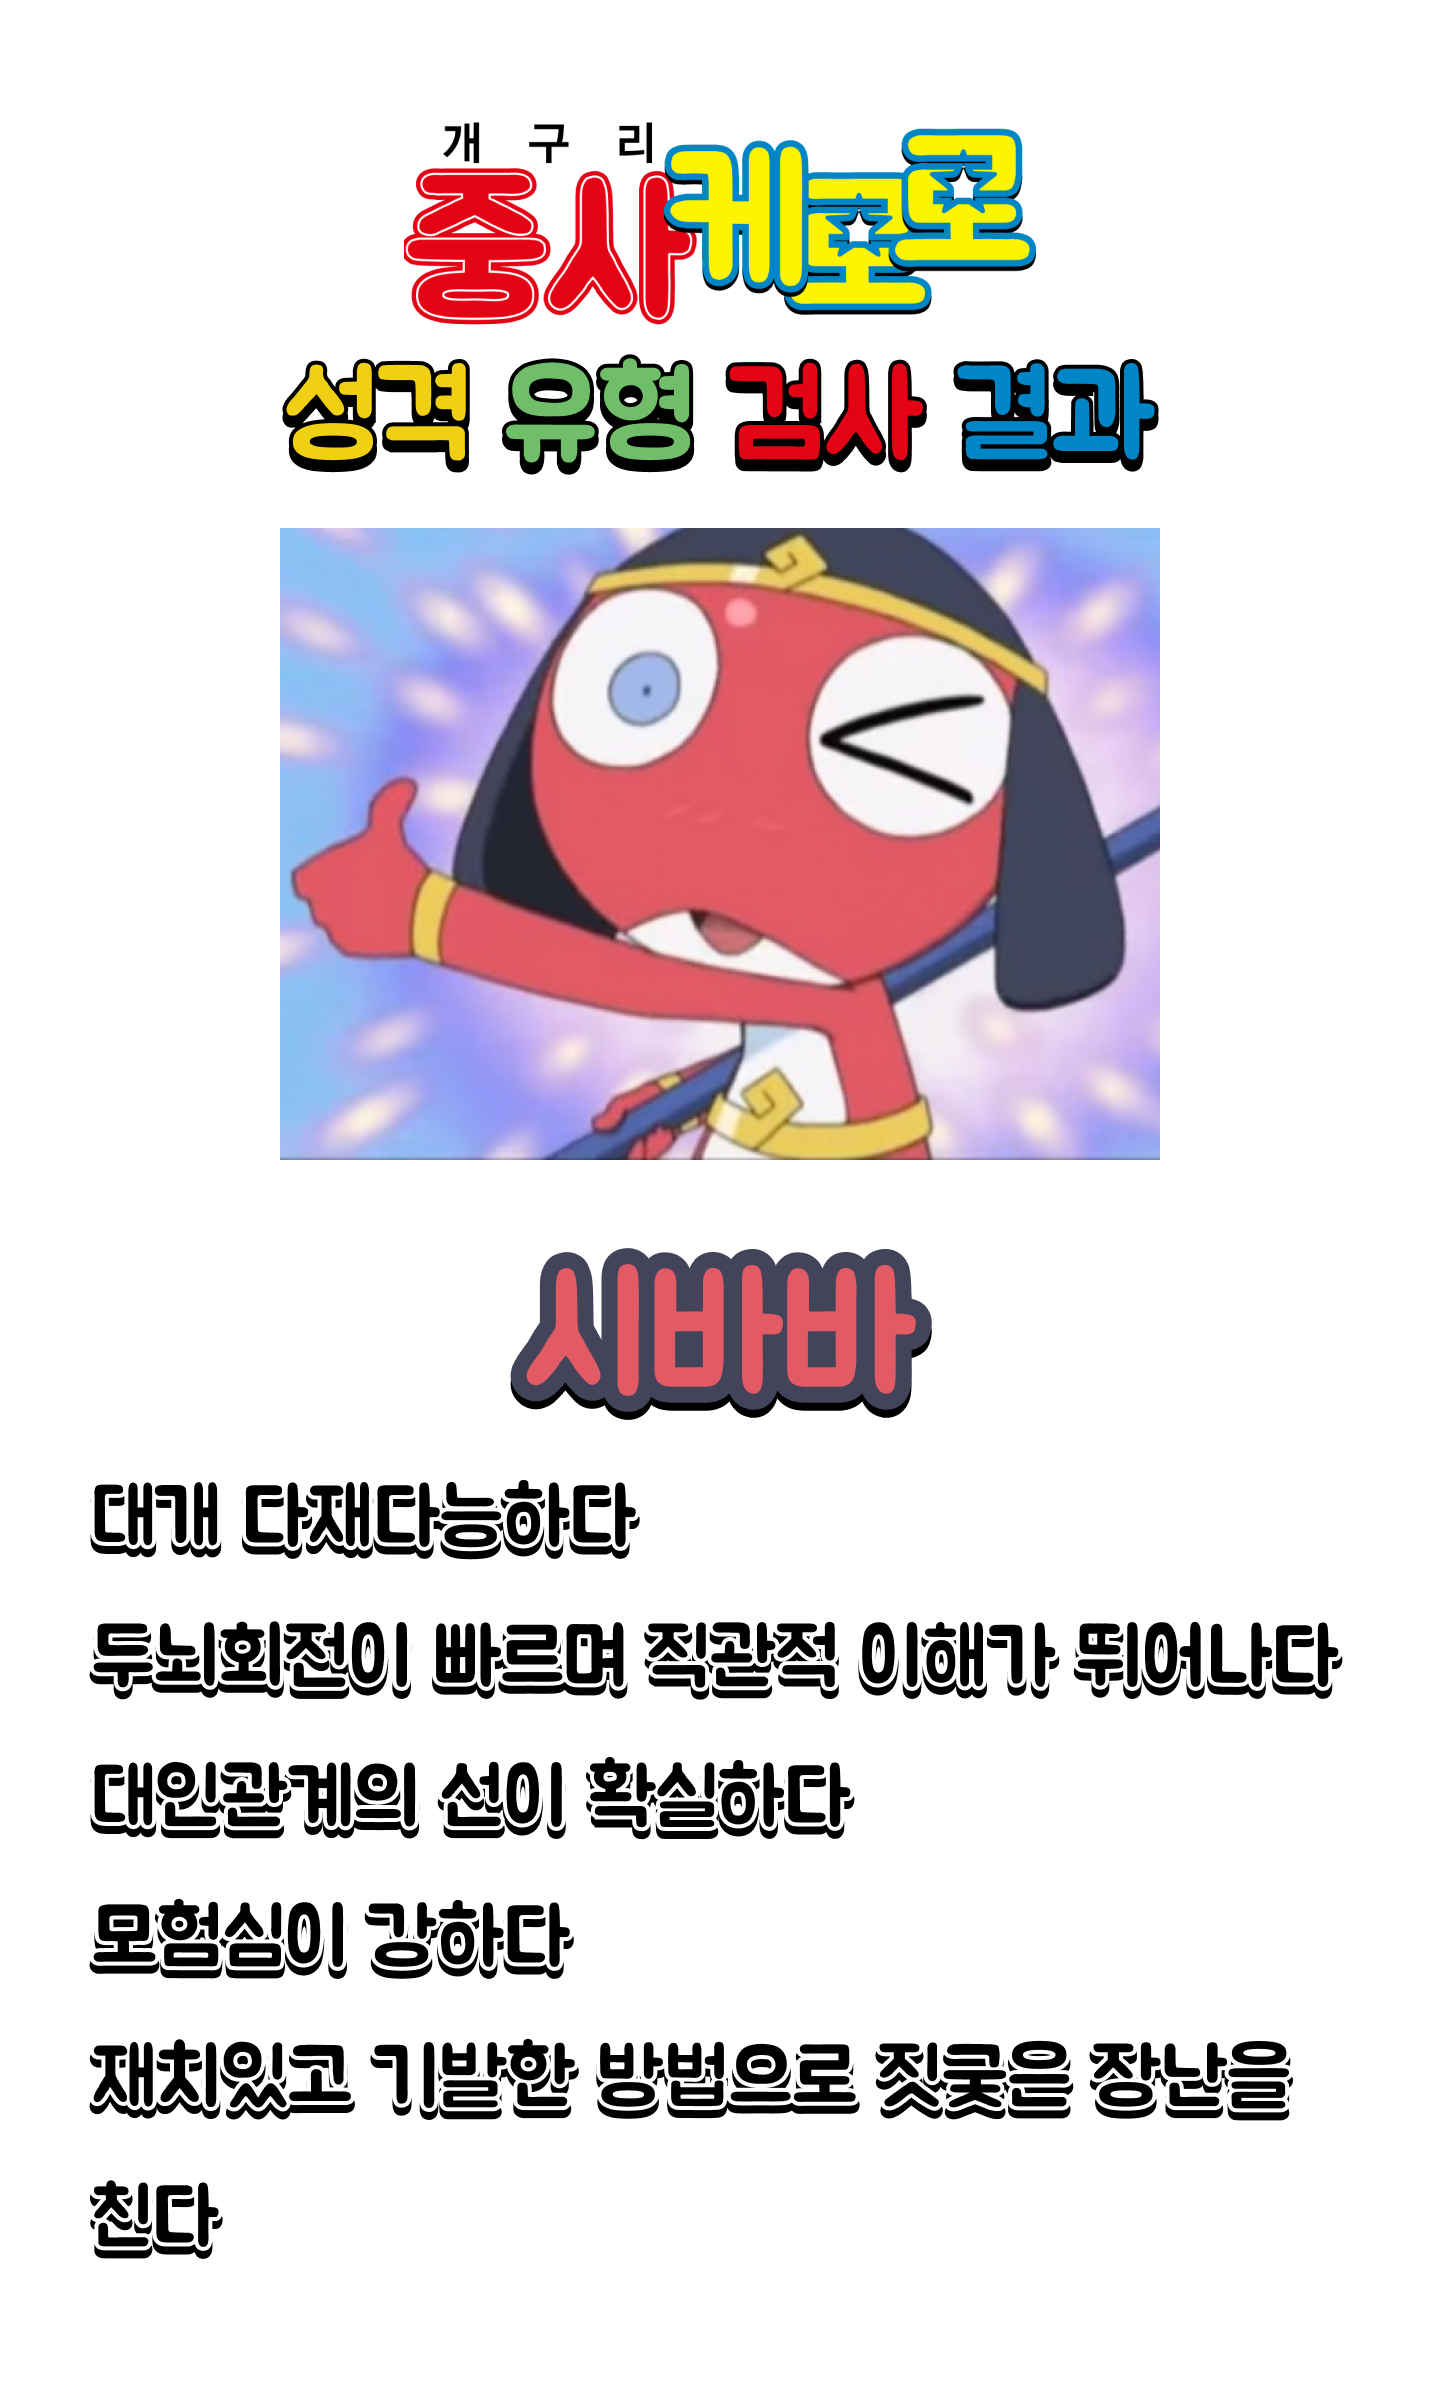 개구리
중사 케로로
성격 유형 검사 결과
시바바
대개 다재다능하다
두뇌회전이 빠르며 직관적 이해가 뛰어나다
대인관계의 선이 확실하다
모험심이 강하다
재치있고 기발한 방법으로 짓궂은 장난을
친다